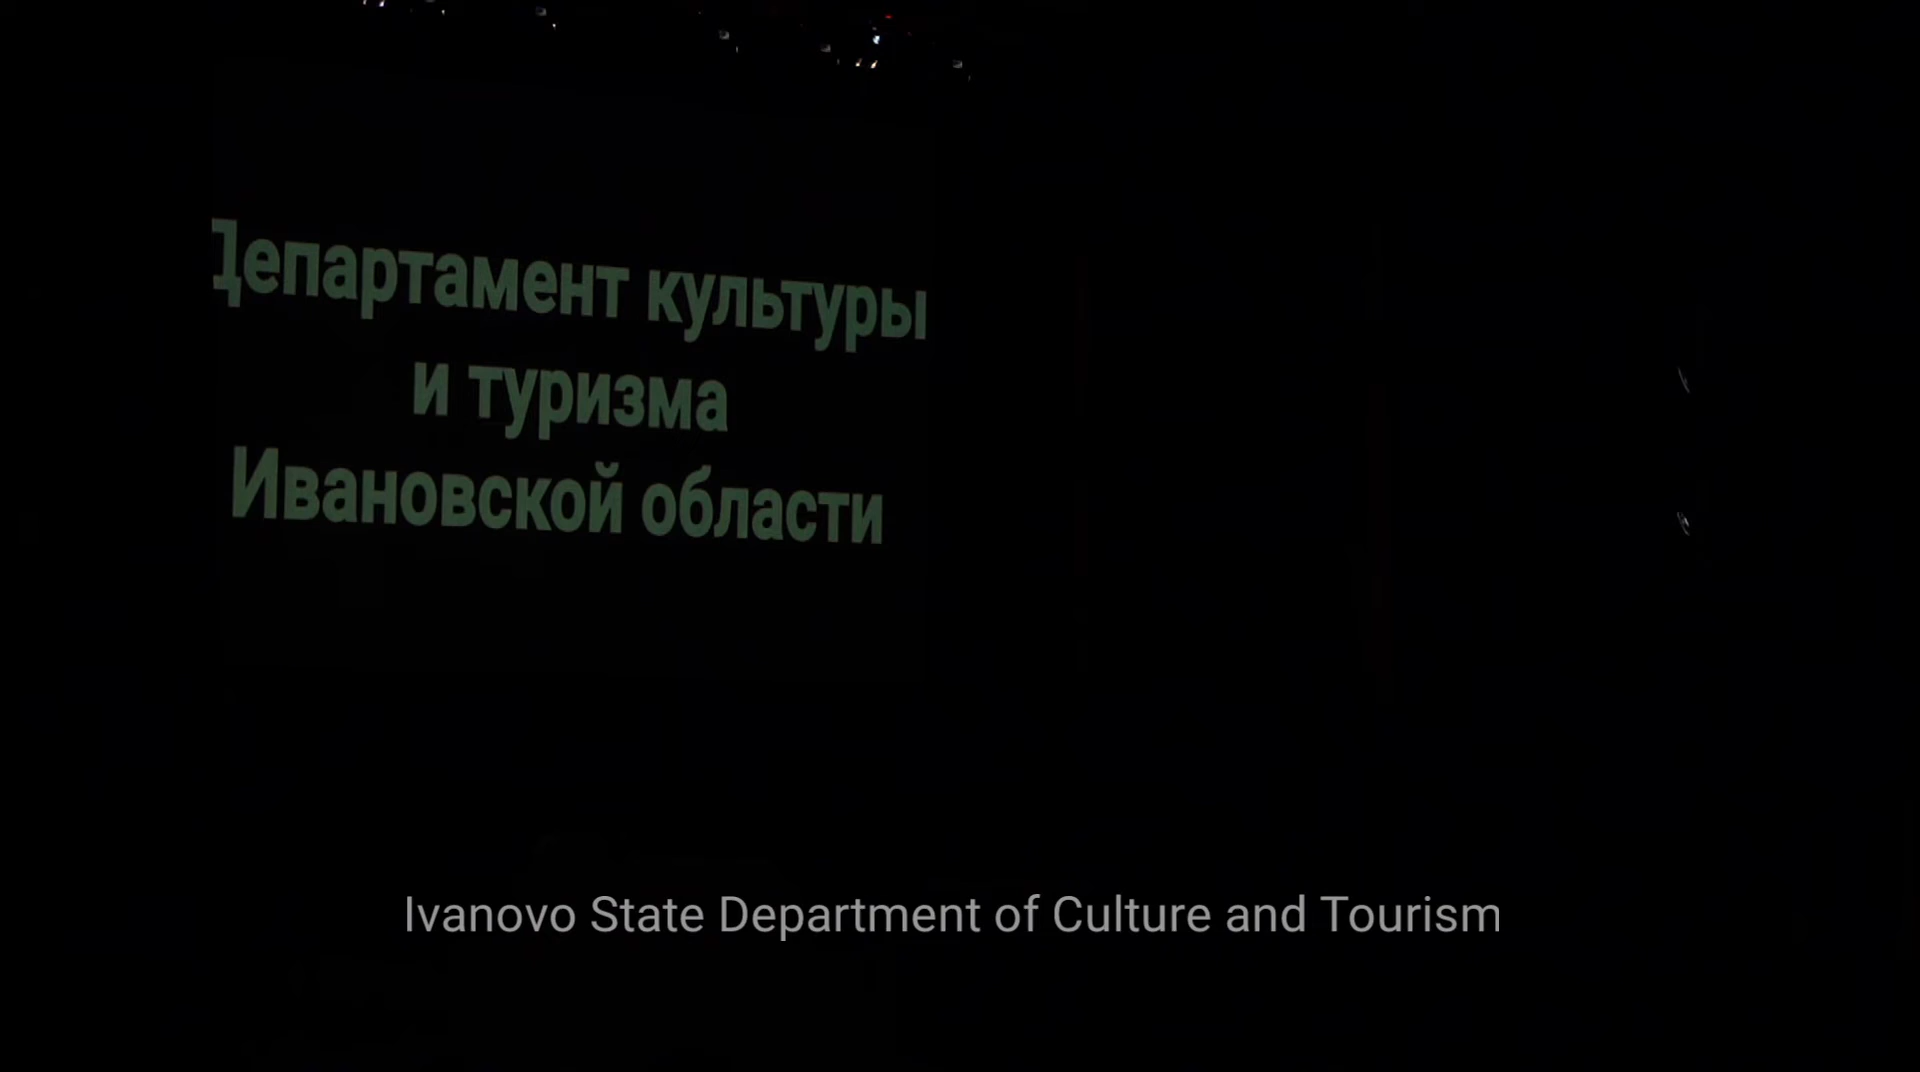 Департамент культуры
и туризма
Ивановской области
Ivanovo State Department of Culture and Tourism